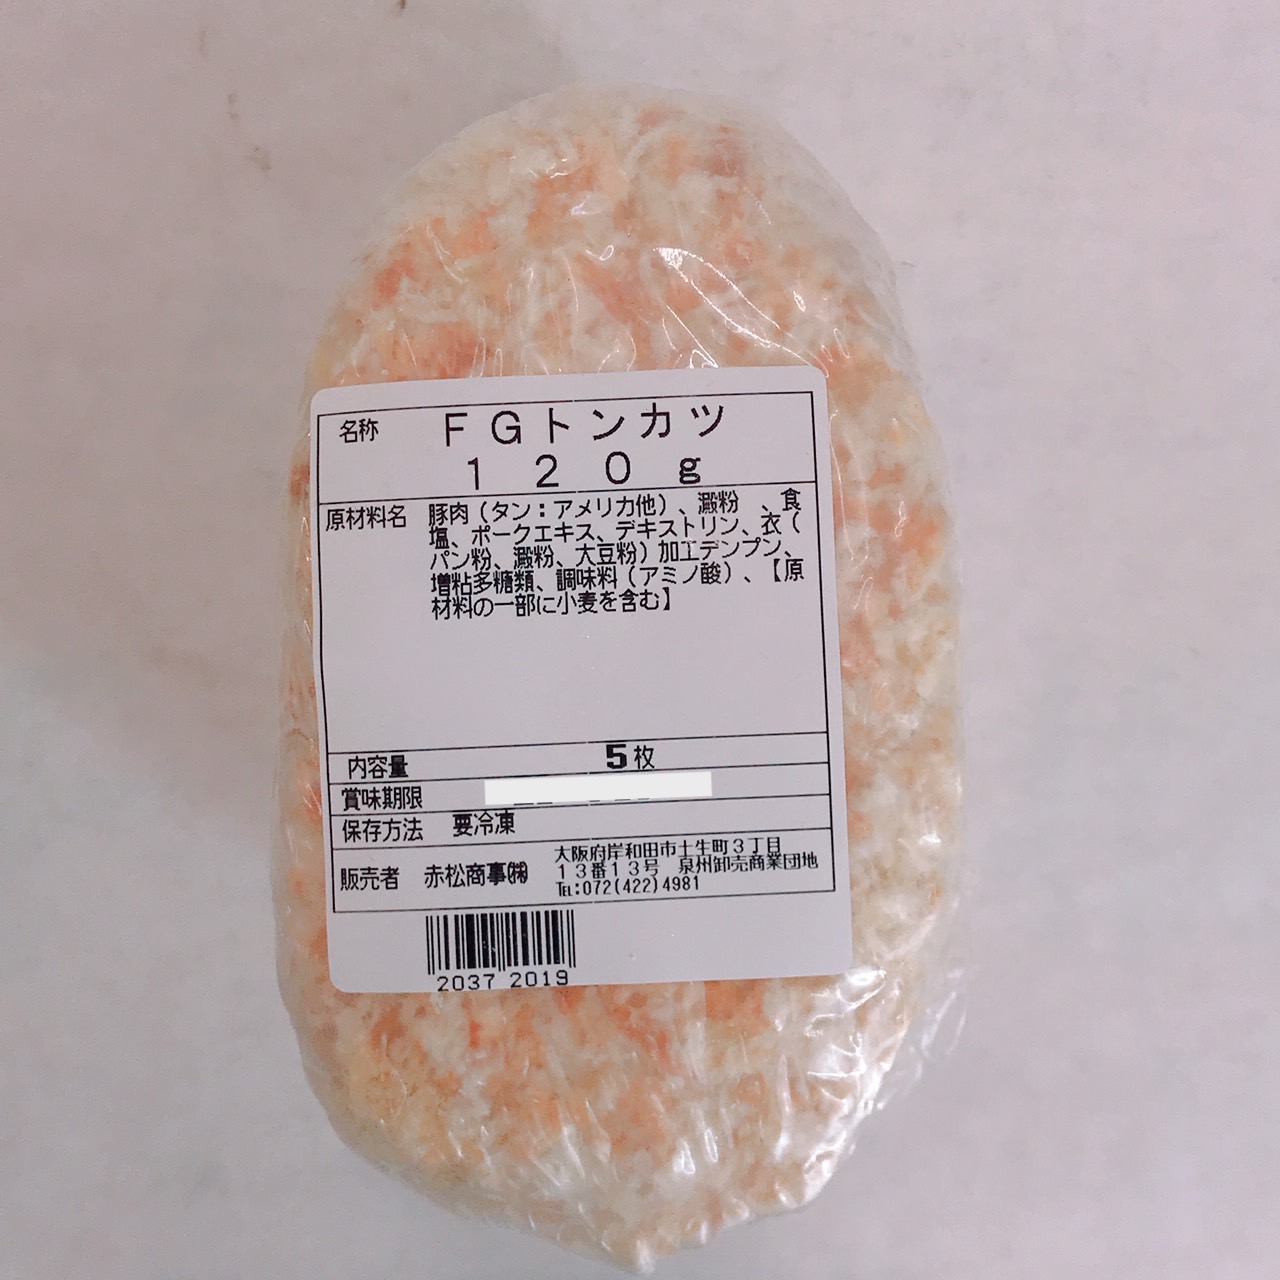 名称 FGトンカツ
120g
原材料名 豚肉(タン:アメリカ他)、澱粉 、食
塩、ポークエキス、デキストリン、衣(
パン粉、澱粉、大豆粉)加工デンプン、
増粘多糖類、調味料(アミノ酸)、【原
材料の一部に小麦を含む】
内容量 5枚
賞味期限
保存方法 要冷凍
販売者 赤松商事㈱
大阪府岸和田市土生町3丁目
13番13号 泉州卸売商業団地
℡:072(422)4981
2037 2019